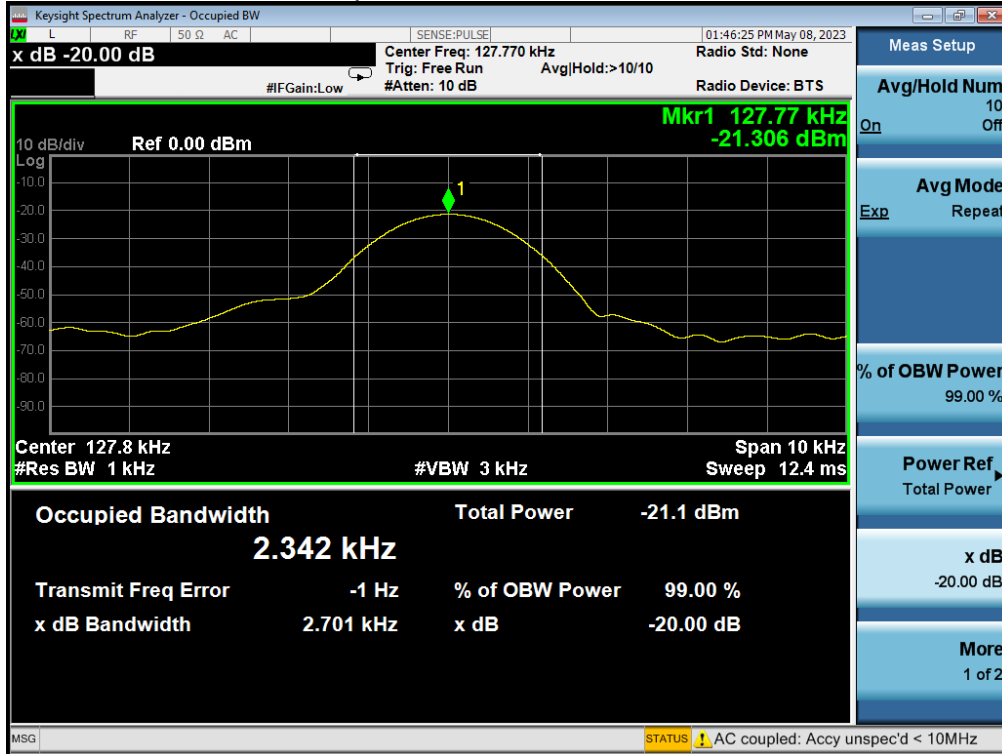 Keysight Spectrum Analyzer - Occupied BW
LXI L RF 50 Ω AC SENSE:PULSE 01:46:25 PM May 08, 2023
x dB -20.00 dB
Center Freq: 127.770 kHz Radio Std: None
Trig: Free Run Avg|Hold:>10/10
#IFGain:Low #Atten: 10 dB Radio Device: BTS
Mkr1 127.77 kHz
-21.306 dBm
10 dB/div Ref 0.00 dBm
Log
-10.0
1
-20.0
-30.0
-40.0
-50.0
-60.0
-70.0
-80.0
-90.0
Center 127.8 kHz Span 10 kHz
#Res BW 1 kHz #VBW 3 kHz Sweep 12.4 ms
Occupied Bandwidth Total Power -21.1 dBm
2.342 kHz
Transmit Freq Error -1 Hz % of OBW Power 99.00 %
x dB Bandwidth 2.701 kHz x dB -20.00 dB
Meas Setup
Avg/Hold Num
10
On Off
Avg Mode
Exp Repeat
% of OBW Power
99.00 %
Power Ref
Total Power
x dB
-20.00 dB
More
1 of 2
MSG STATUS AC coupled: Accy unspec'd < 10MHz